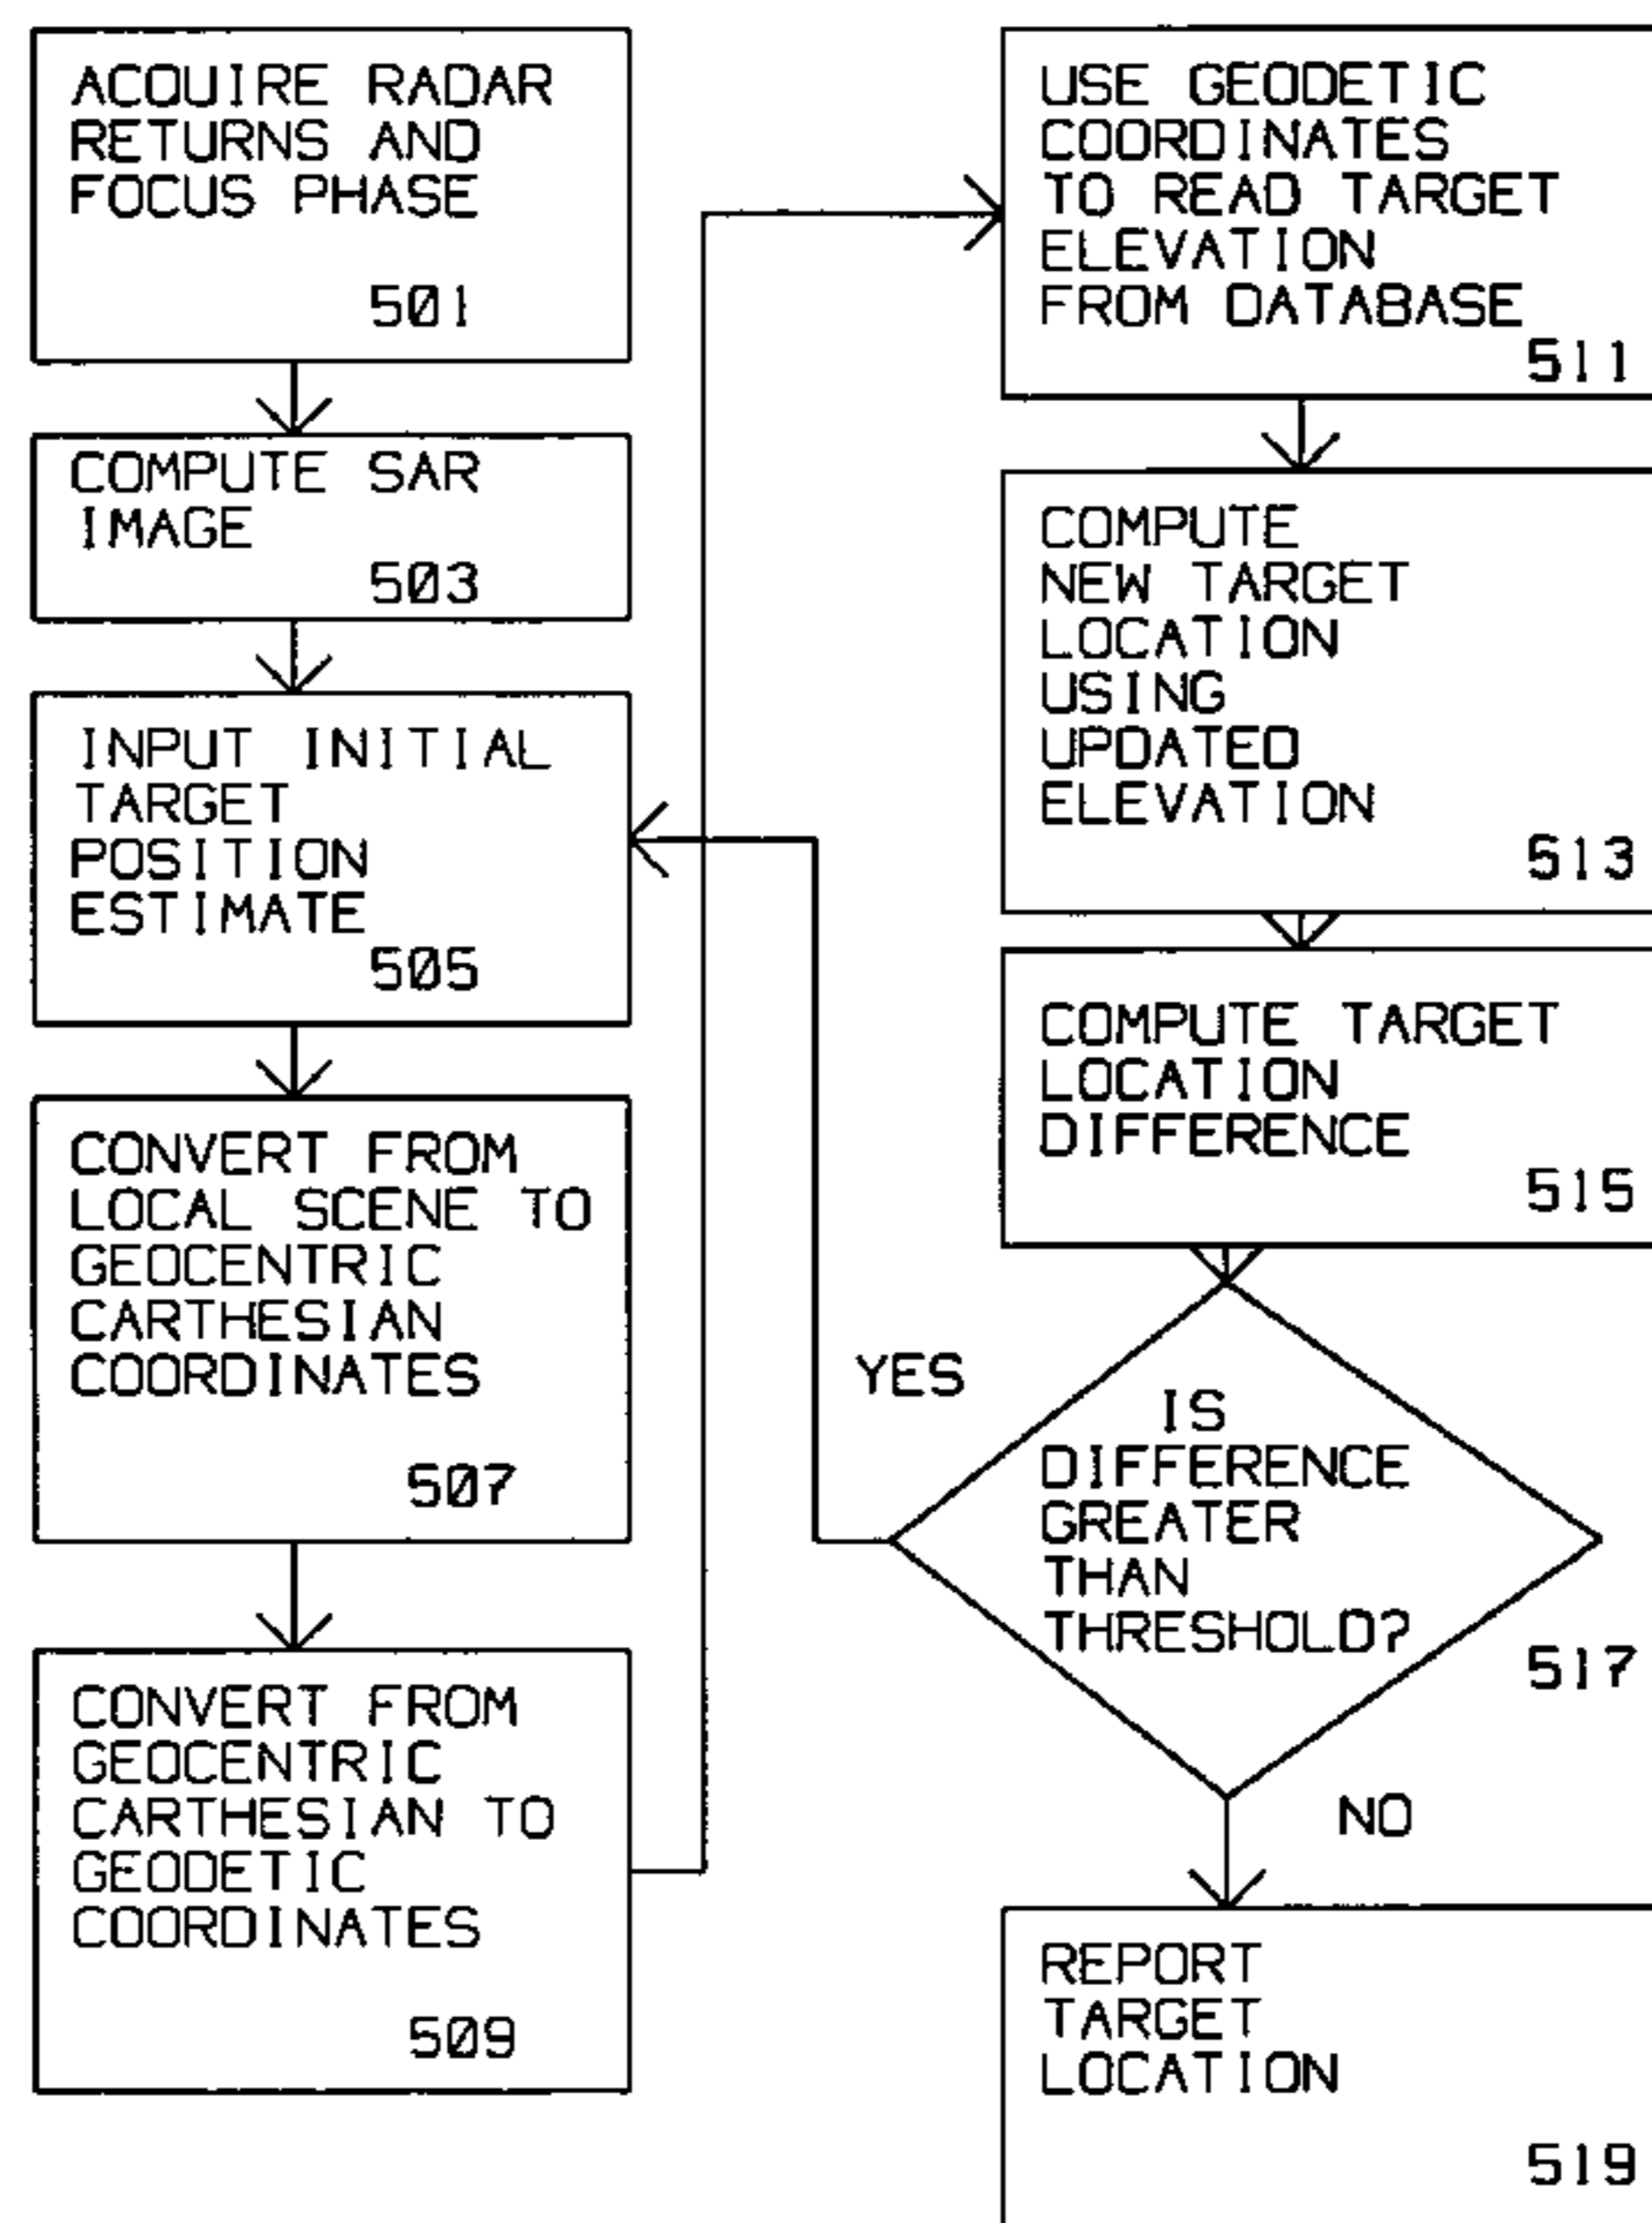 ACQUIRE RADAR
RETURNS AND
FOCUS PHASE
501
COMPUTE SAR
IMAGE
503
INPUT INITIAL
TARGET
POSITION
ESTIMATE
505
CONVERT FROM
LOCAL SCENE TO
GEOCENTRIC
CARTHESIAN
COORDINATES
507
CONVERT FROM
GEOCENTRIC
CARTHESIAN TO
GEODETIC
COORDINATES
509
USE GEODETIC
COORDINATES
TO READ TARGET
ELEVATION
FROM DATABASE
511
COMPUTE
NEW TARGET
LOCATION
USING
UPDATED
ELEVATION
513
COMPUTE TARGET
LOCATION
DIFFERENCE
515
YES
IS
DIFFERENCE
GREATER
THAN
THRESHOLD?
517
NO
REPORT
TARGET
LOCATION
519